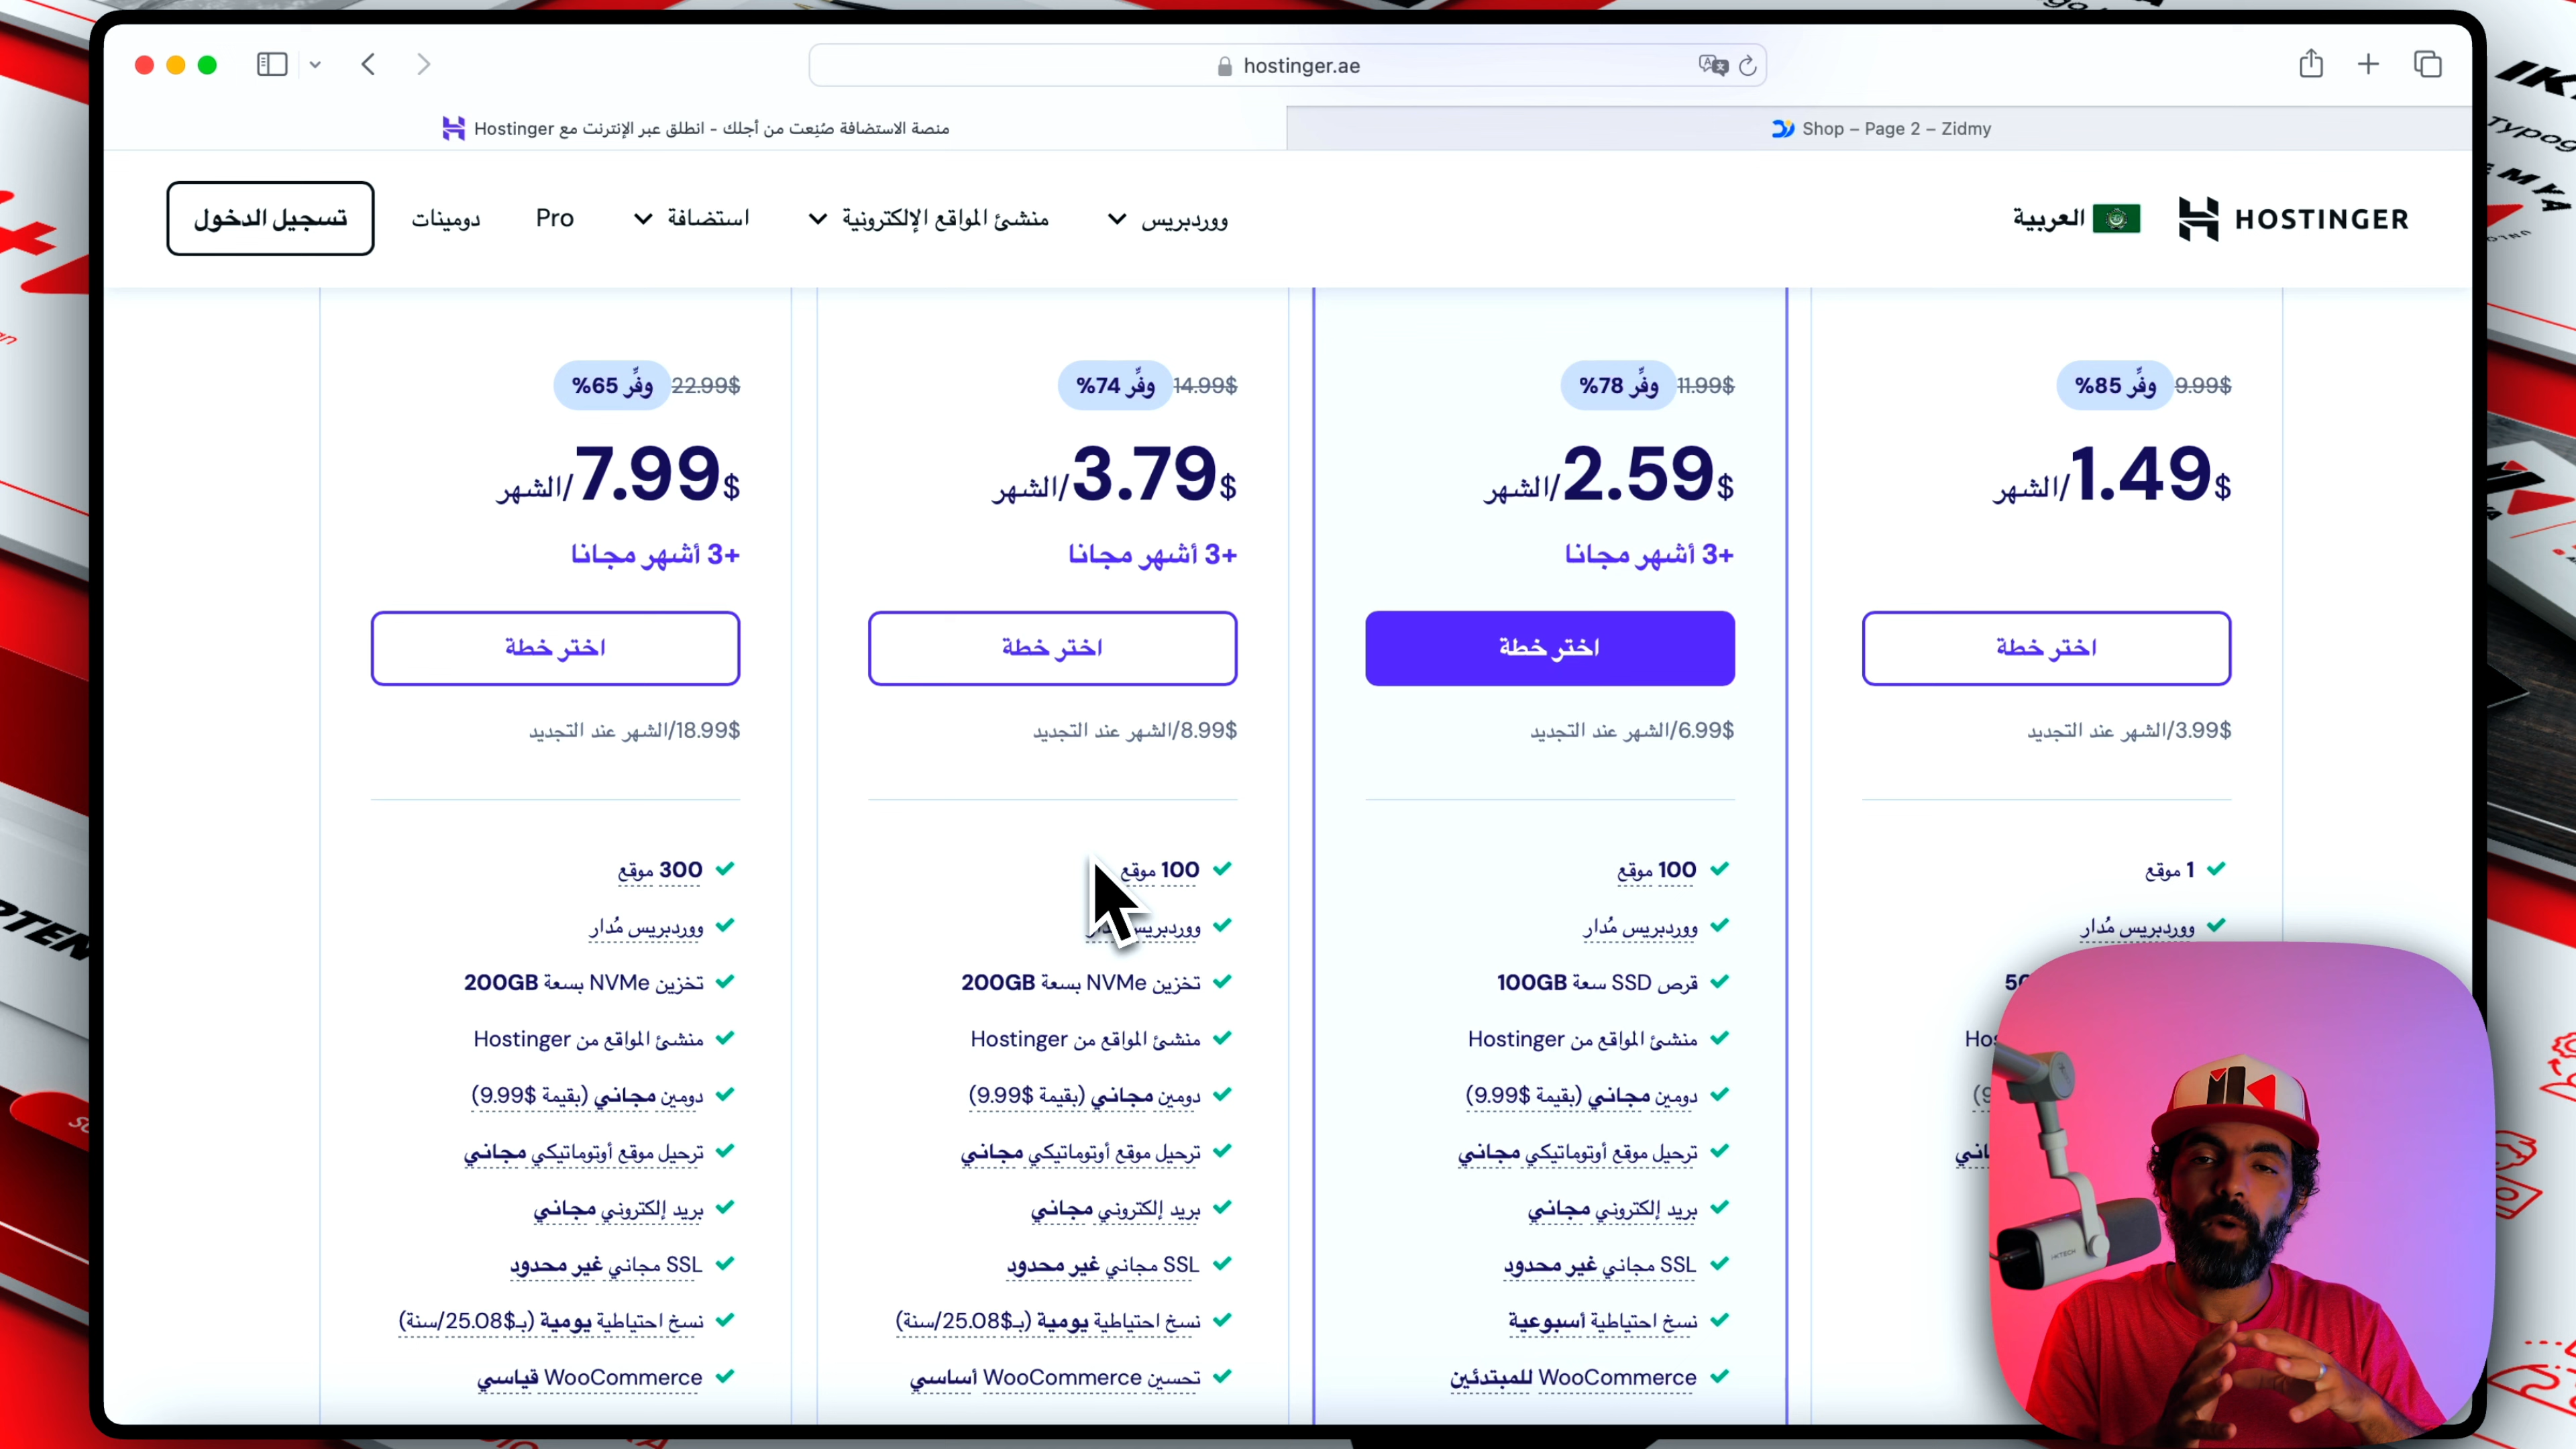 hostinger.ae
منصة الاستضافة صُنِعت من أجلك - انطلق عبر الإنترنت مع Hostinger
Shop – Page 2 – Zidmy
HOSTINGER
العربية
ووردبريس
منشئ المواقع الإلكترونية
استضافة
Pro
دومينات
تسجيل الدخول
9.99$ وفِّر 85%
$1.49/الشهر
اختر خطة
3.99$/الشهر عند التجديد
1 موقع
ووردبريس مُدار
11.99$ وفِّر 78%
$2.59/الشهر
+3 أشهر مجانا
اختر خطة
6.99$/الشهر عند التجديد
100 موقع
ووردبريس مُدار
قرص SSD سعة 100GB
منشئ المواقع من Hostinger
دومين مجاني (بقيمة $9.99)
ترحيل موقع أوتوماتيكي مجاني
بريد إلكتروني مجاني
SSL مجاني غير محدود
نسخ احتياطية أسبوعية
WooCommerce للمبتدئين
14.99$ وفِّر 74%
$3.79/الشهر
+3 أشهر مجانا
اختر خطة
8.99$/الشهر عند التجديد
100 موقع
ووردبريس
تخزين NVMe بسعة 200GB
منشئ المواقع من Hostinger
دومين مجاني (بقيمة $9.99)
ترحيل موقع أوتوماتيكي مجاني
بريد إلكتروني مجاني
SSL مجاني غير محدود
نسخ احتياطية يومية (بـ$25.08/سنة)
تحسين WooCommerce أساسي
22.99$ وفِّر 65%
$7.99/الشهر
+3 أشهر مجانا
اختر خطة
18.99$/الشهر عند التجديد
300 موقع
ووردبريس مُدار
تخزين NVMe بسعة 200GB
منشئ المواقع من Hostinger
دومين مجاني (بقيمة $9.99)
ترحيل موقع أوتوماتيكي مجاني
بريد إلكتروني مجاني
SSL مجاني غير محدود
نسخ احتياطية يومية (بـ$25.08/سنة)
WooCommerce قياسي